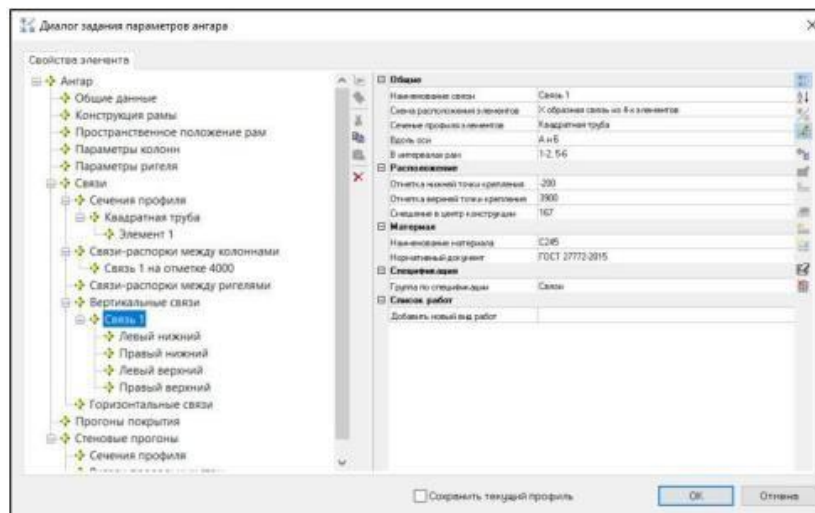 Диалог задания параметров ангара
Свойства элемента
Ангар
Общие данные
Конструкция рамы
Пространственное положение рам
Параметры колонн
Параметры ригеля
Связи
Сечения профиля
Квадратная труба
Элемент 1
Связи-распорки между колоннами
Связь 1 на отметке 4000
Связи-распорки между ригелями
Вертикальные связи
Связь 1
Левый нижний
Правый нижний
Левый верхний
Правый верхний
Горизонтальные связи
Прогоны покрытия
Стеновые прогоны
Сечения профиля
Общие
Наименование связи Связь 1
Схема расположения элементов X образная связь из 4-х элементов
Сечение профиля элементов Квадратная труба
Вдоль оси А и Б
В интервалах рам 1-2, 5-6
Расположение
Отметка нижней точки крепления -200
Отметка верхней точки крепления 3900
Смещение в центр конструкции 167
Материал
Наименование материала С245
Нормативный документ ГОСТ 27772-2015
Спецификация
Группа по спецификации Связи
Список работ
Добавить новый вид работ
Сохранить текущий профиль
ОК
Отмена